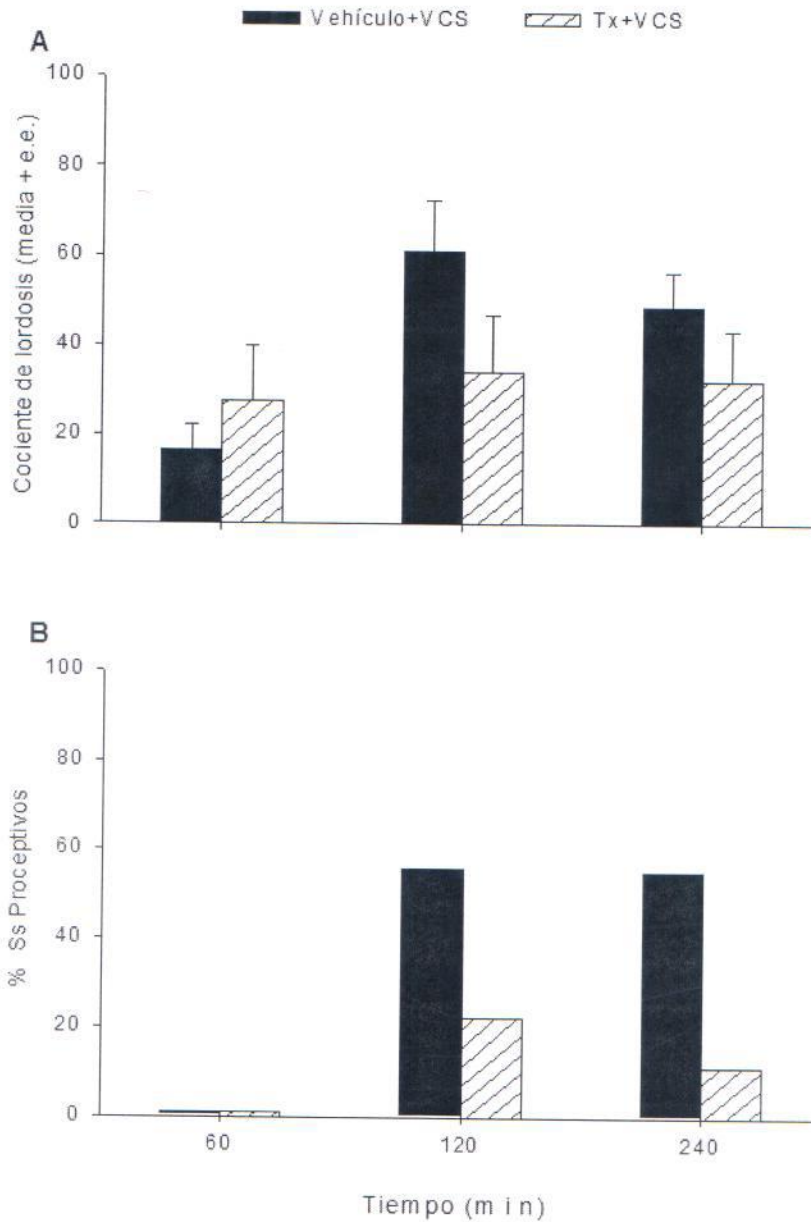 Vehículo+VCS Tx+VCS
A
100
80
60
40
20
0
Cociente de lordosis (media + e.e.)
B
100
80
60
40
20
0
% Ss Proceptivos
60 120 240
Tiempo (min)